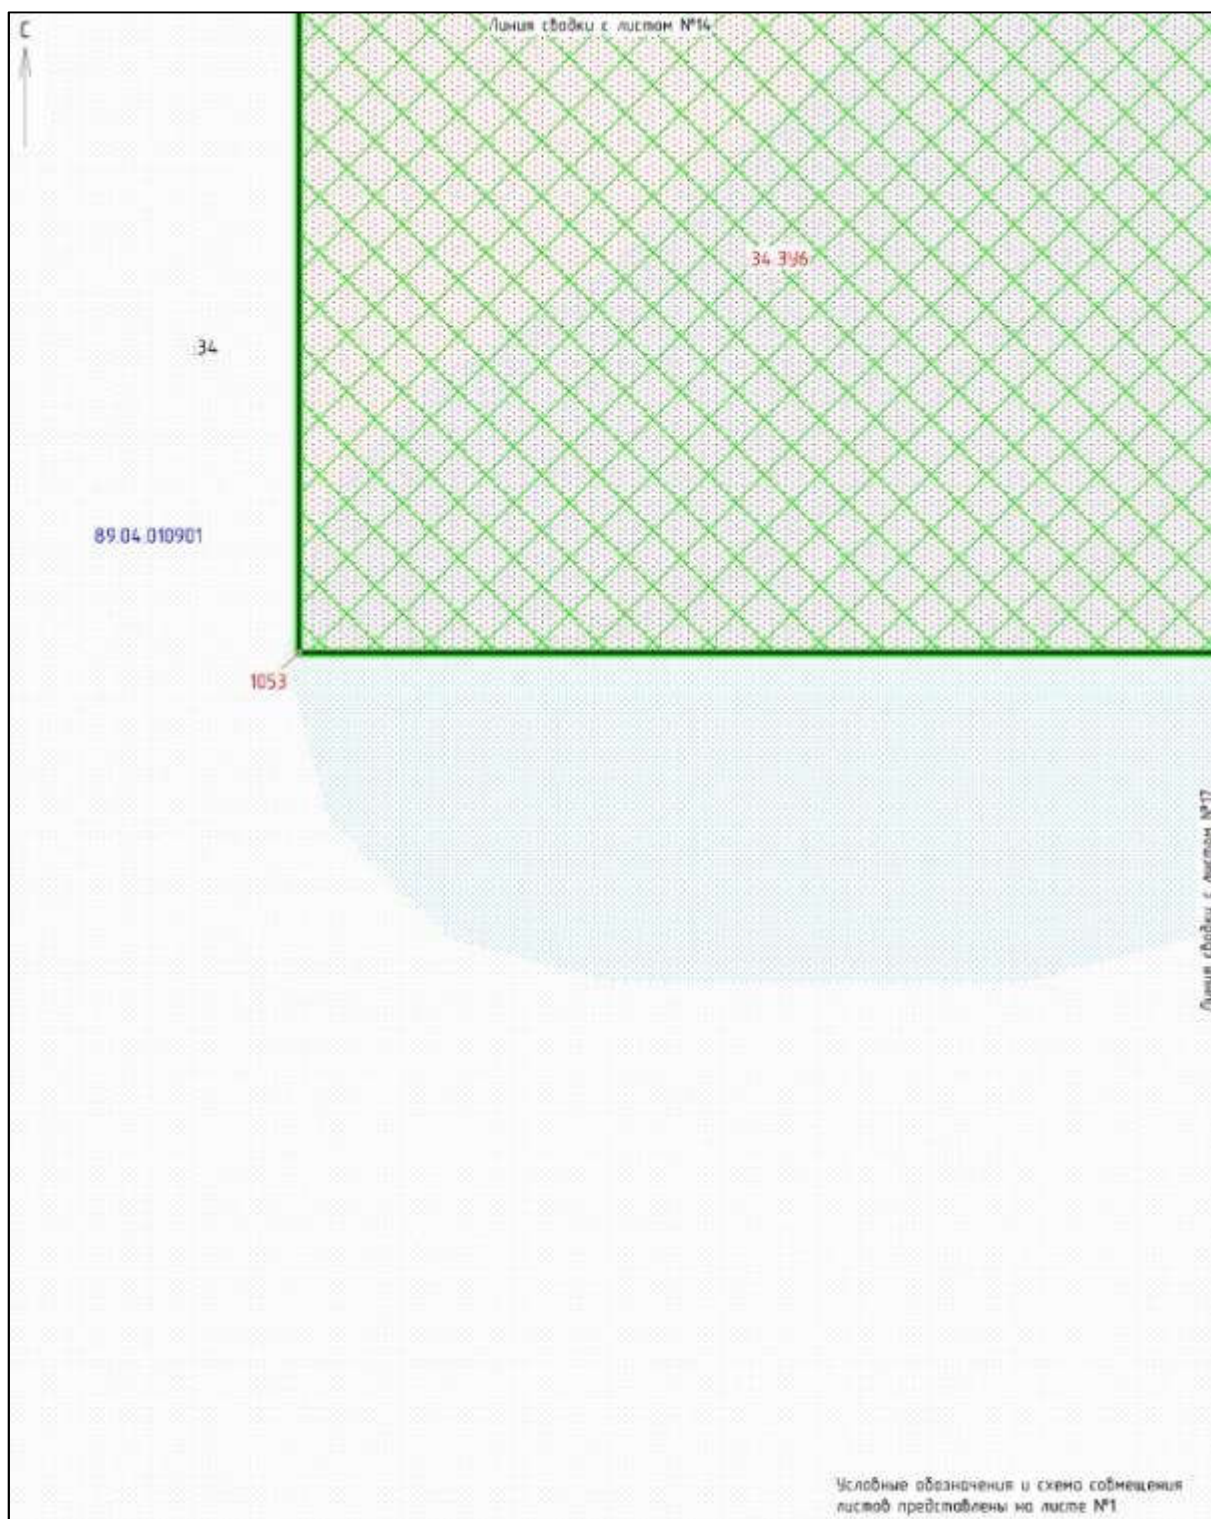 С
Линия сводки с листом №14
34 ЗУ6
:34
89:04:010901
1053
Линия сводки с листом №17
Условные обозначения и схема совмещения
листов представлены на листе №1